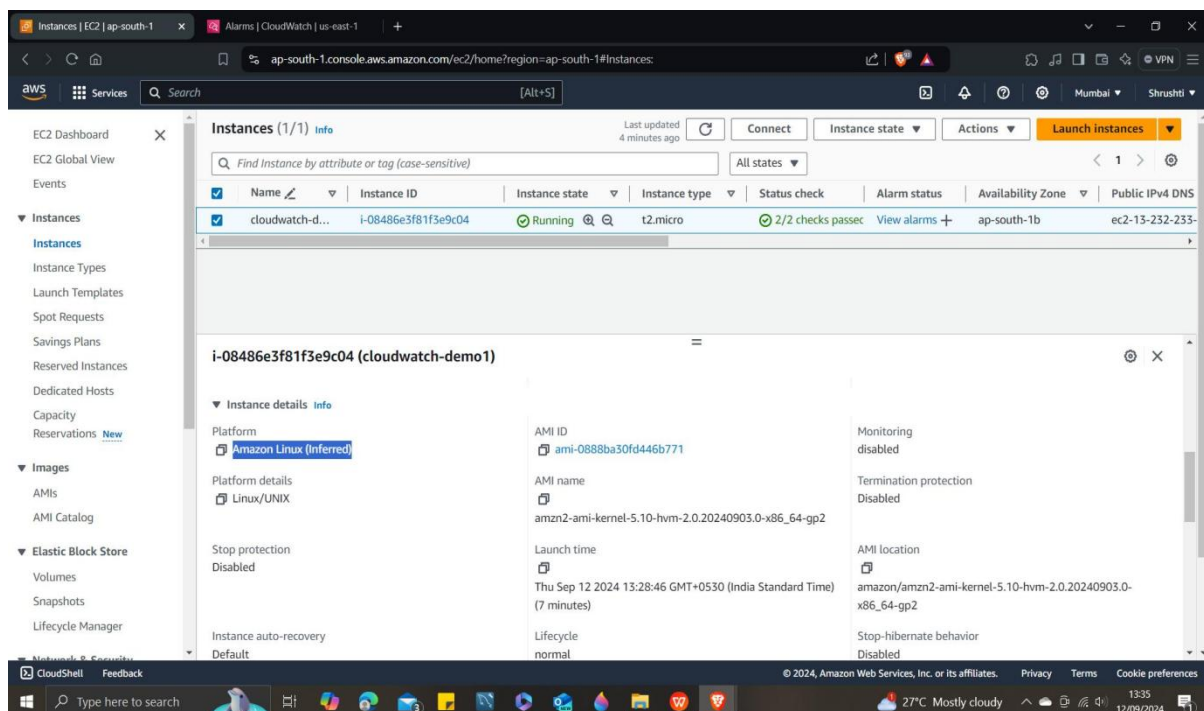 Instances | EC2 | ap-south-1
Alarms | CloudWatch | us-east-1
ap-south-1.console.aws.amazon.com/ec2/home?region=ap-south-1#Instances:
VPN
aws
Services
Search
[Alt+S]
Mumbai
Shrushti
EC2 Dashboard
EC2 Global View
Events
Instances
Instances
Instance Types
Launch Templates
Spot Requests
Savings Plans
Reserved Instances
Dedicated Hosts
Capacity
Reservations New
Images
AMIs
AMI Catalog
Elastic Block Store
Volumes
Snapshots
Lifecycle Manager
Network & Security
Instances (1/1) Info
Last updated
4 minutes ago
Connect
Instance state
Actions
Launch instances
Find Instance by attribute or tag (case-sensitive)
All states
1
Name Instance ID Instance state Instance type Status check Alarm status Availability Zone Public IPv4 DNS
cloudwatch-d... i-08486e3f81f3e9c04 Running t2.micro 2/2 checks passec View alarms + ap-south-1b ec2-13-232-233-
i-08486e3f81f3e9c04 (cloudwatch-demo1)
Instance details Info
Platform
Amazon Linux (Inferred)
AMI ID
ami-0888ba30fd446b771
Monitoring
disabled
Platform details
Linux/UNIX
AMI name
amzn2-ami-kernel-5.10-hvm-2.0.20240903.0-x86_64-gp2
Termination protection
Disabled
Stop protection
Disabled
Launch time
Thu Sep 12 2024 13:28:46 GMT+0530 (India Standard Time)
(7 minutes)
AMI location
amazon/amzn2-ami-kernel-5.10-hvm-2.0.20240903.0-
x86_64-gp2
Instance auto-recovery
Default
Lifecycle
normal
Stop-hibernate behavior
Disabled
CloudShell
Feedback
© 2024, Amazon Web Services, Inc. or its affiliates.
Privacy
Terms
Cookie preferences
Type here to search
27°C Mostly cloudy
13:35
12/09/2024